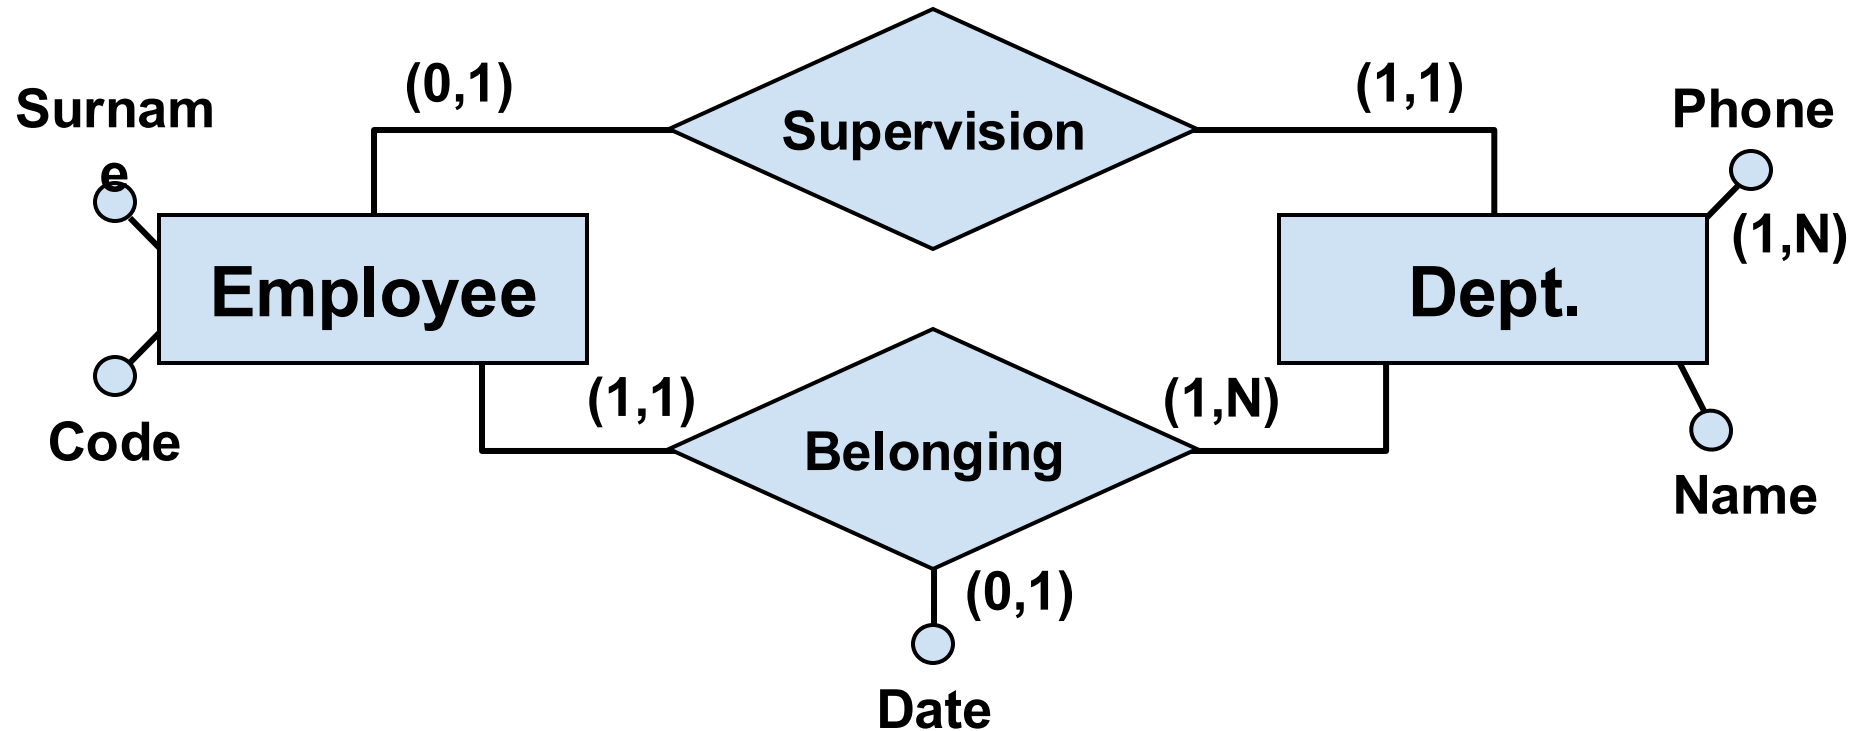 (0,1)
(1,1)
Surnam
e
Supervision
Phone
(1,N)
Employee
Dept.
(1,1)
(1,N)
Code
Belonging
Name
(0,1)
Date